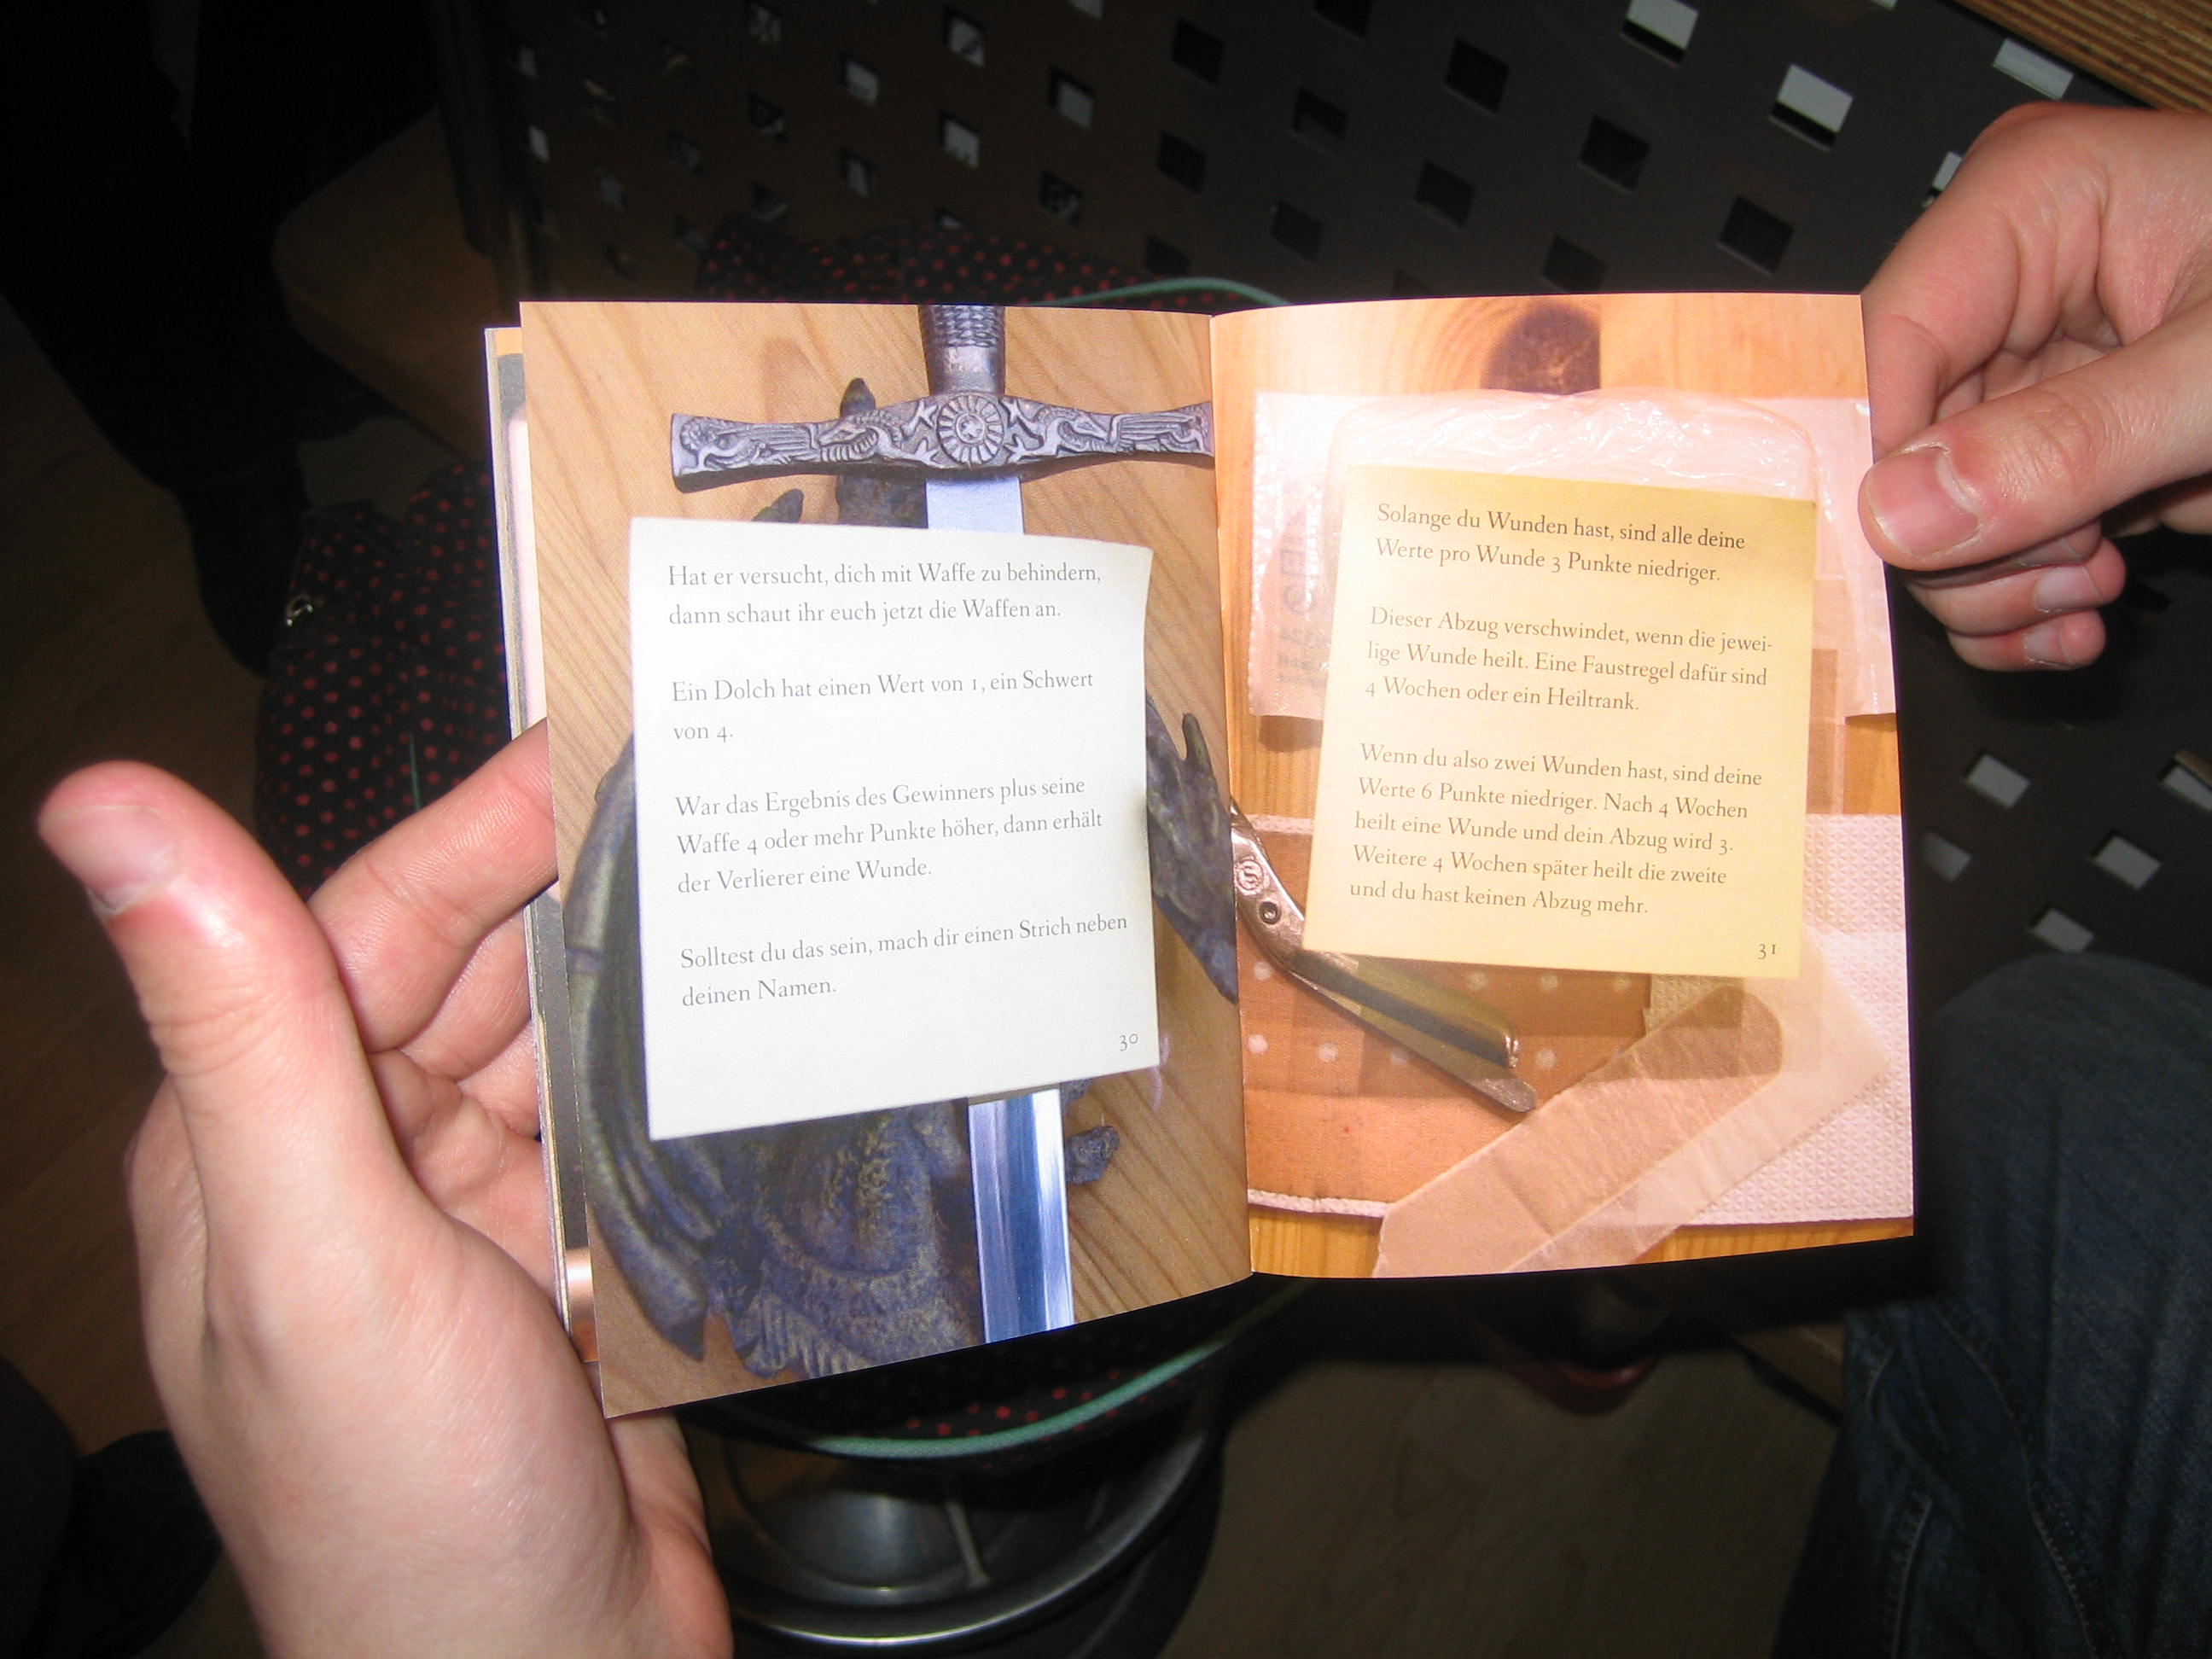 Hat er versucht, dich mit Waffe zu behindern,
dann schaut ihr euch jetzt die Waffen an.
Ein Dolch hat einen Wert von 1, ein Schwert
von 4.
War das Ergebnis des Gewinners plus seine
Waffe 4 oder mehr Punkte höher, dann erhält
der Verlierer eine Wunde.
Solltest du das sein, mach dir einen Strich neben
deinen Namen.
30
Solange du Wunden hast, sind alle deine
Werte pro Wunde 3 Punkte niedriger.
Dieser Abzug verschwindet, wenn die jewei-
lige Wunde heilt. Eine Faustregel dafür sind
4 Wochen oder ein Heiltrank.
Wenn du also zwei Wunden hast, sind deine
Werte 6 Punkte niedriger. Nach 4 Wochen
heilt eine Wunde und dein Abzug wird 3.
Weitere 4 Wochen später heilt die zweite
und du hast keinen Abzug mehr.
31